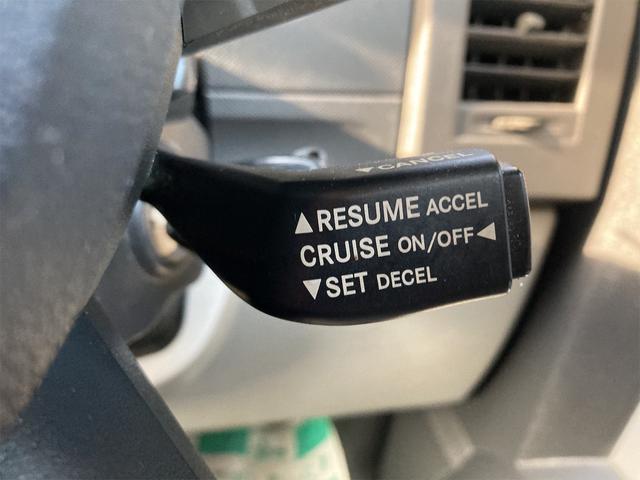 ▼CANCEL
▲RESUME ACCEL
CRUISE ON/OFF◀
▼SET DECEL